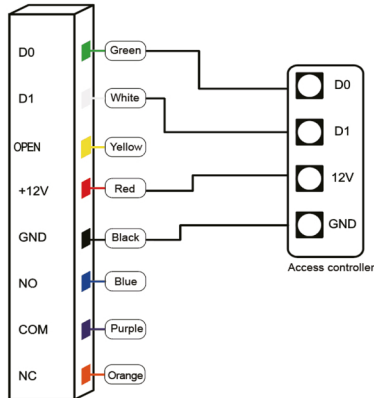 D0 Green
D1 White
OPEN Yellow
+12V Red
GND Black
NO Blue
COM Purple
NC Orange
D0
D1
12V
GND
Access controller